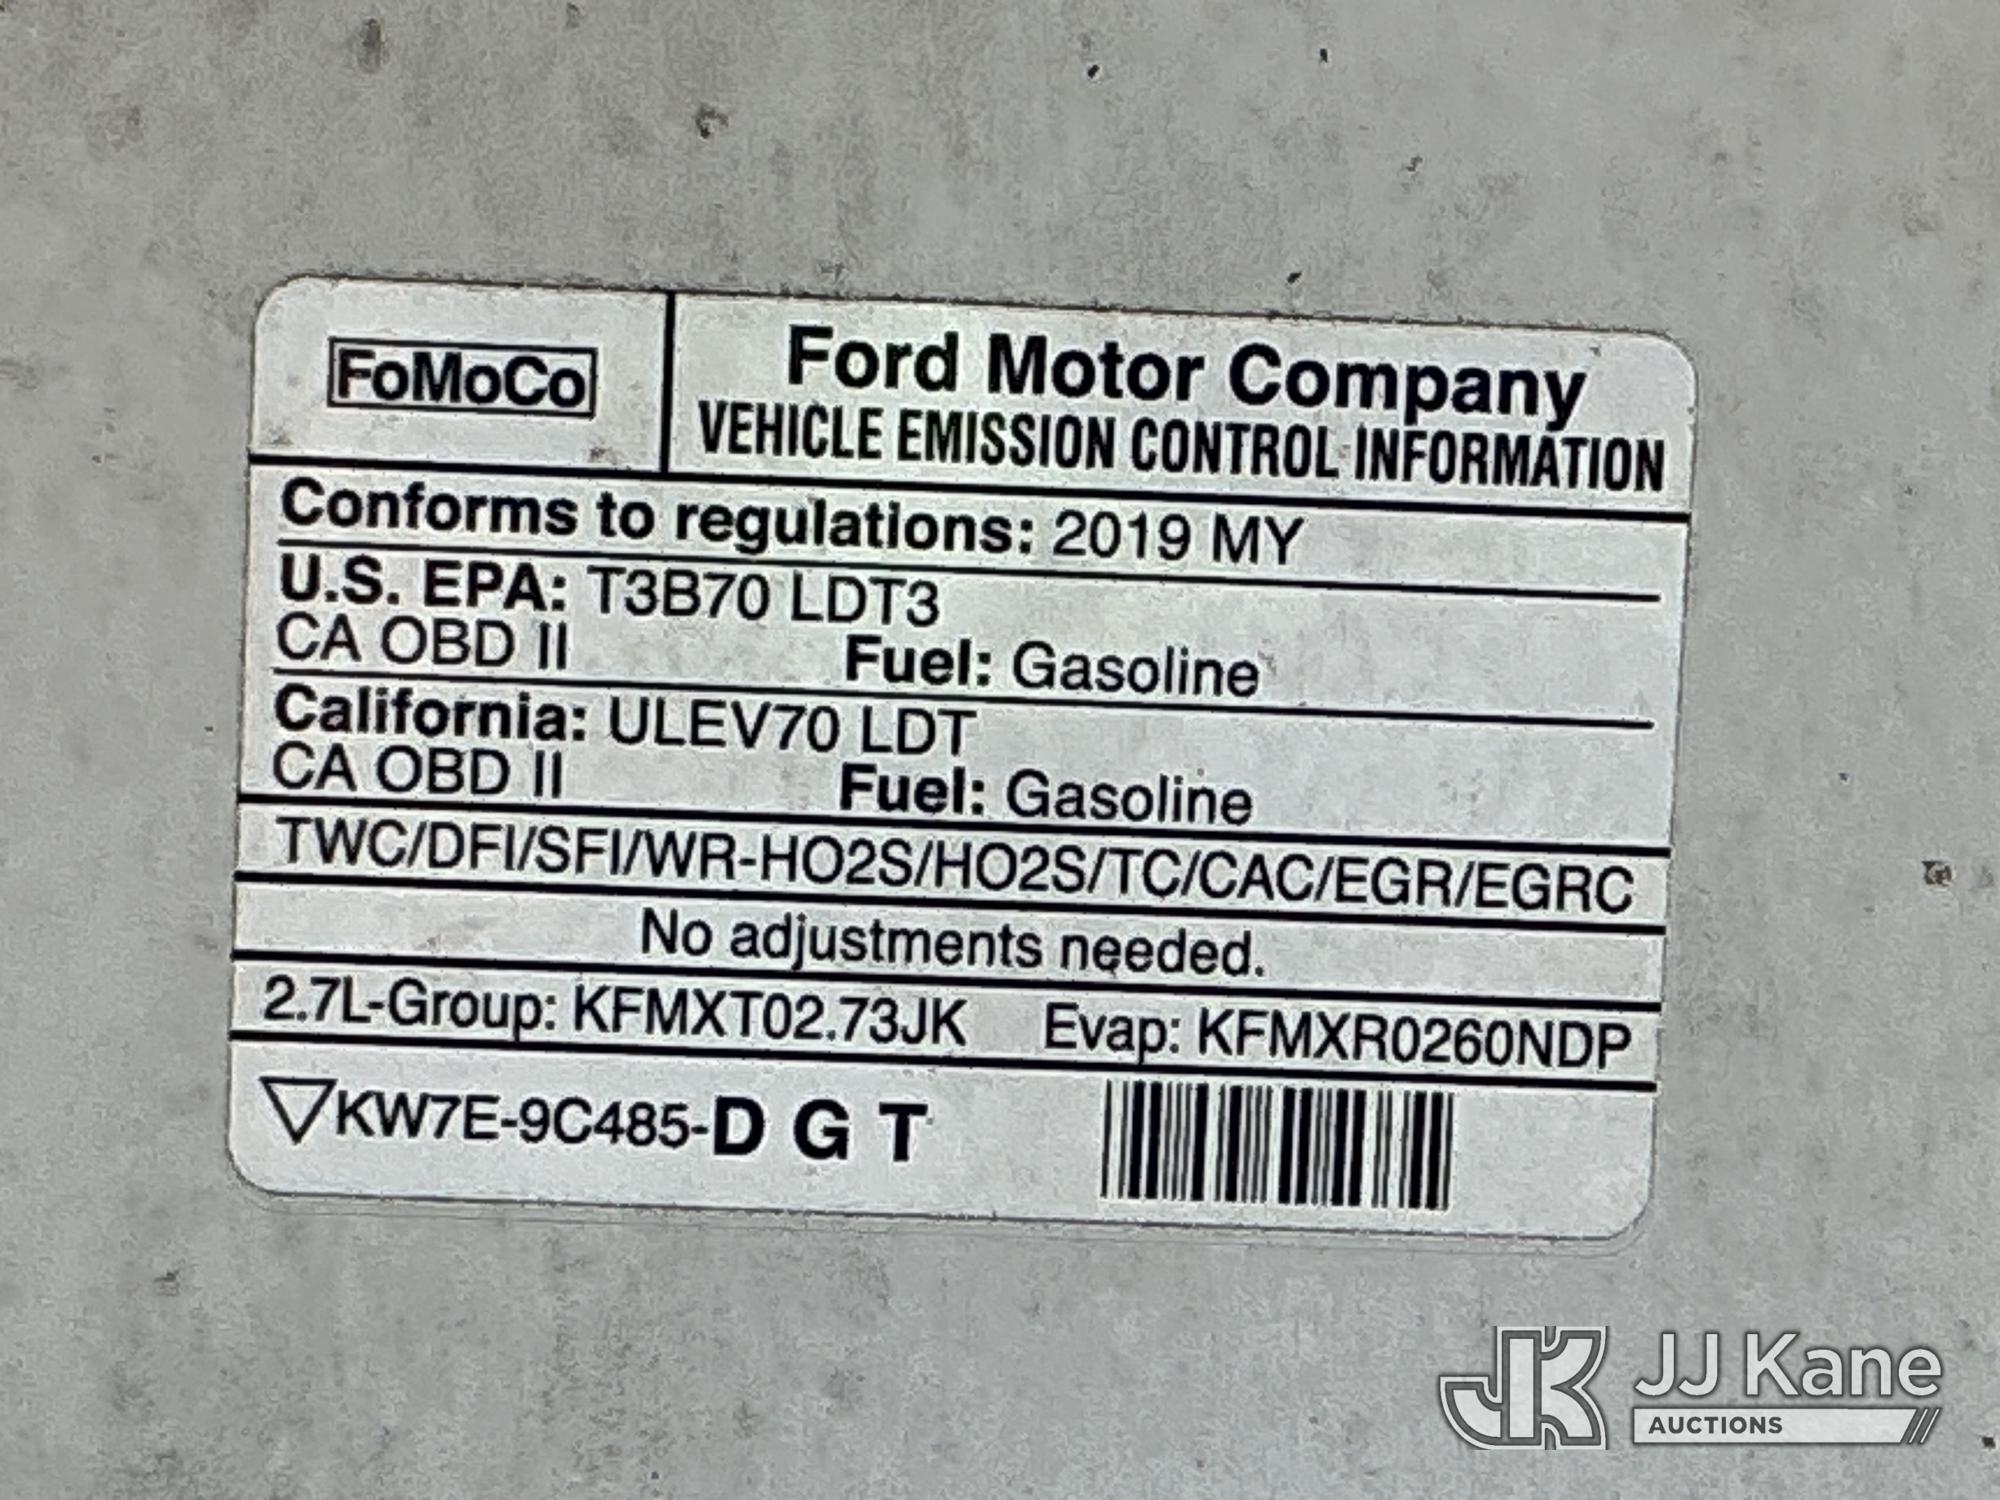 FoMoCo
Ford Motor Company
VEHICLE EMISSION CONTROL INFORMATION
Conforms to regulations: 2019 MY
U.S. EPA: T3B70 LDT3
CA OBD II Fuel: Gasoline
California: ULEV70 LDT
CA OBD II Fuel: Gasoline
TWC/DFI/SFI/WR-HO2S/HO2S/TC/CAC/EGR/EGRC
No adjustments needed.
2.7L-Group: KFMXT02.73JK Evap: KFMXR0260NDP
▽KW7E-9C485-D G T
JK JJ Kane
AUCTIONS